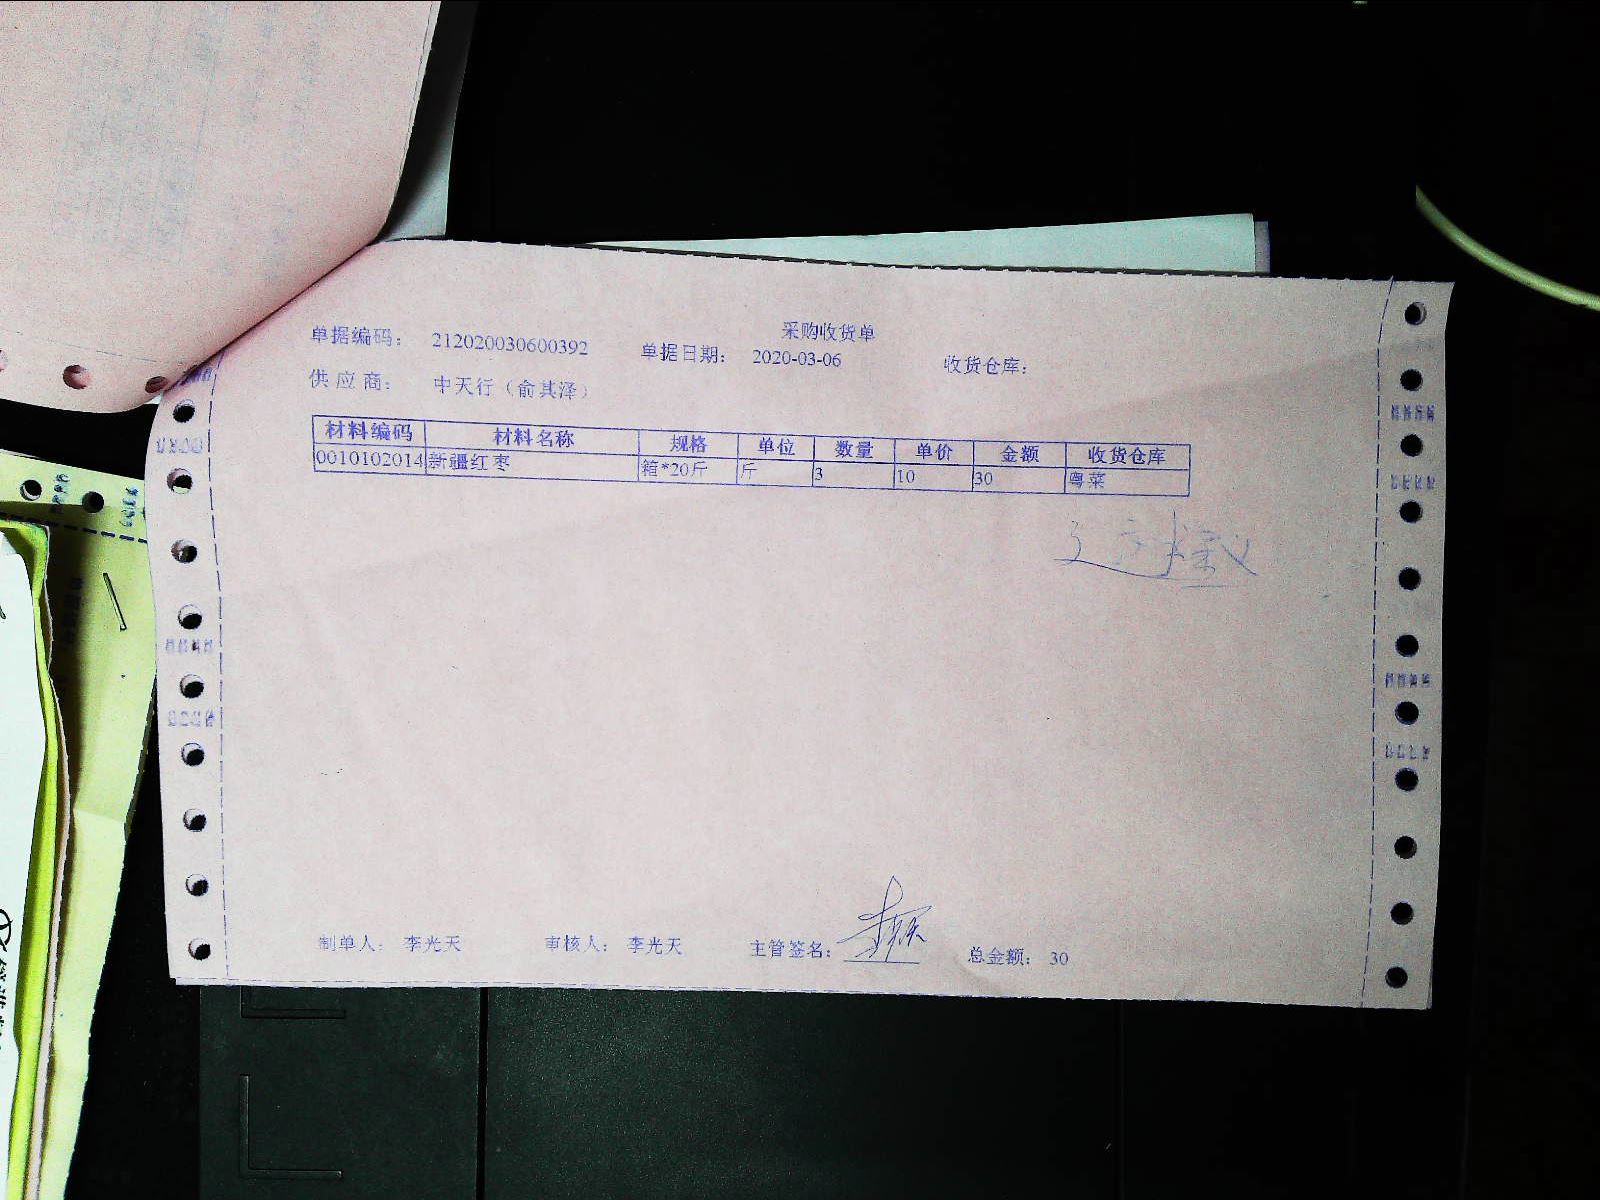 采购收货单
单据编码： 212020030600392 单据日期： 2020-03-06 收货仓库：
供应商： 中天行（俞其泽）
材料编码 材料名称 规格 单位 数量 单价 金额 收货仓库
0010102014 新疆红枣 箱*20斤 斤 3 10 30 粤菜
制单人： 李光天 审核人： 李光天 主管签名： 总金额： 30